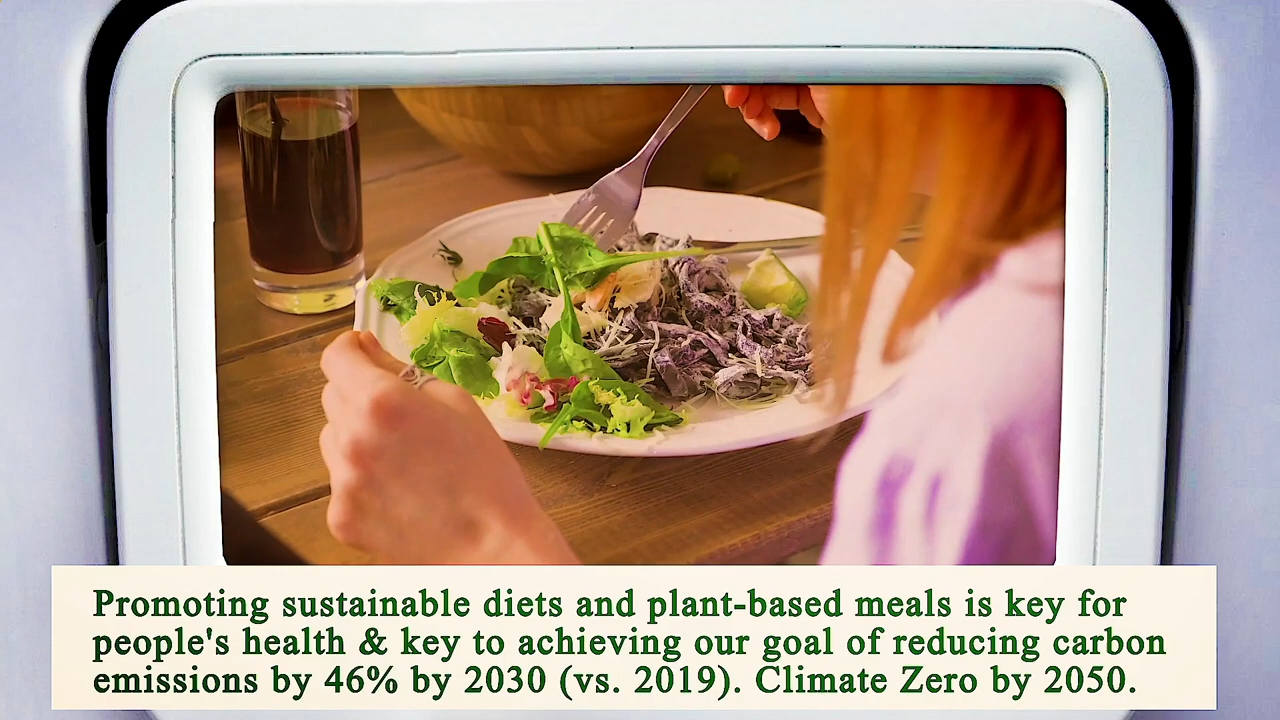 Promoting sustainable diets and plant-based meals is key for
people's health & key to achieving our goal of reducing carbon
emissions by 46% by 2030 (vs. 2019). Climate Zero by 2050.